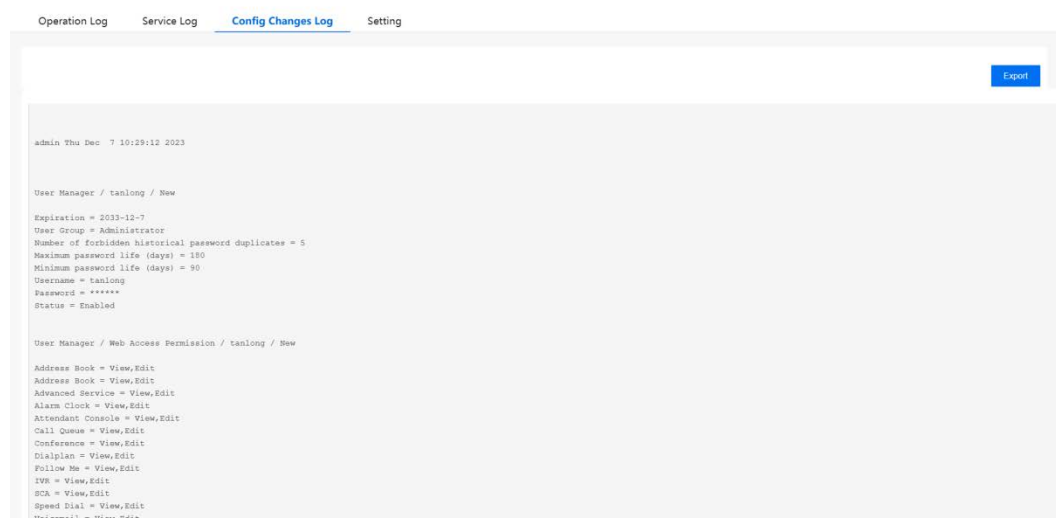 Operation Log Service Log Config Changes Log Setting
Export
admin Thu Dec  7 10:29:12 2023
User Manager / tanlong / New
Expiration = 2033-12-7
User Group = Administrator
Number of forbidden historical password duplicates = 5
Maximum password life (days) = 180
Minimum password life (days) = 90
Username = tanlong
Password = ******
Status = Enabled
User Manager / Web Access Permission / tanlong / New
Address Book = View,Edit
Address Book = View,Edit
Advanced Service = View,Edit
Alarm Clock = View,Edit
Attendant Console = View,Edit
Call Queue = View,Edit
Conference = View,Edit
Dialplan = View,Edit
Follow Me = View,Edit
IVR = View,Edit
SCA = View,Edit
Speed Dial = View,Edit